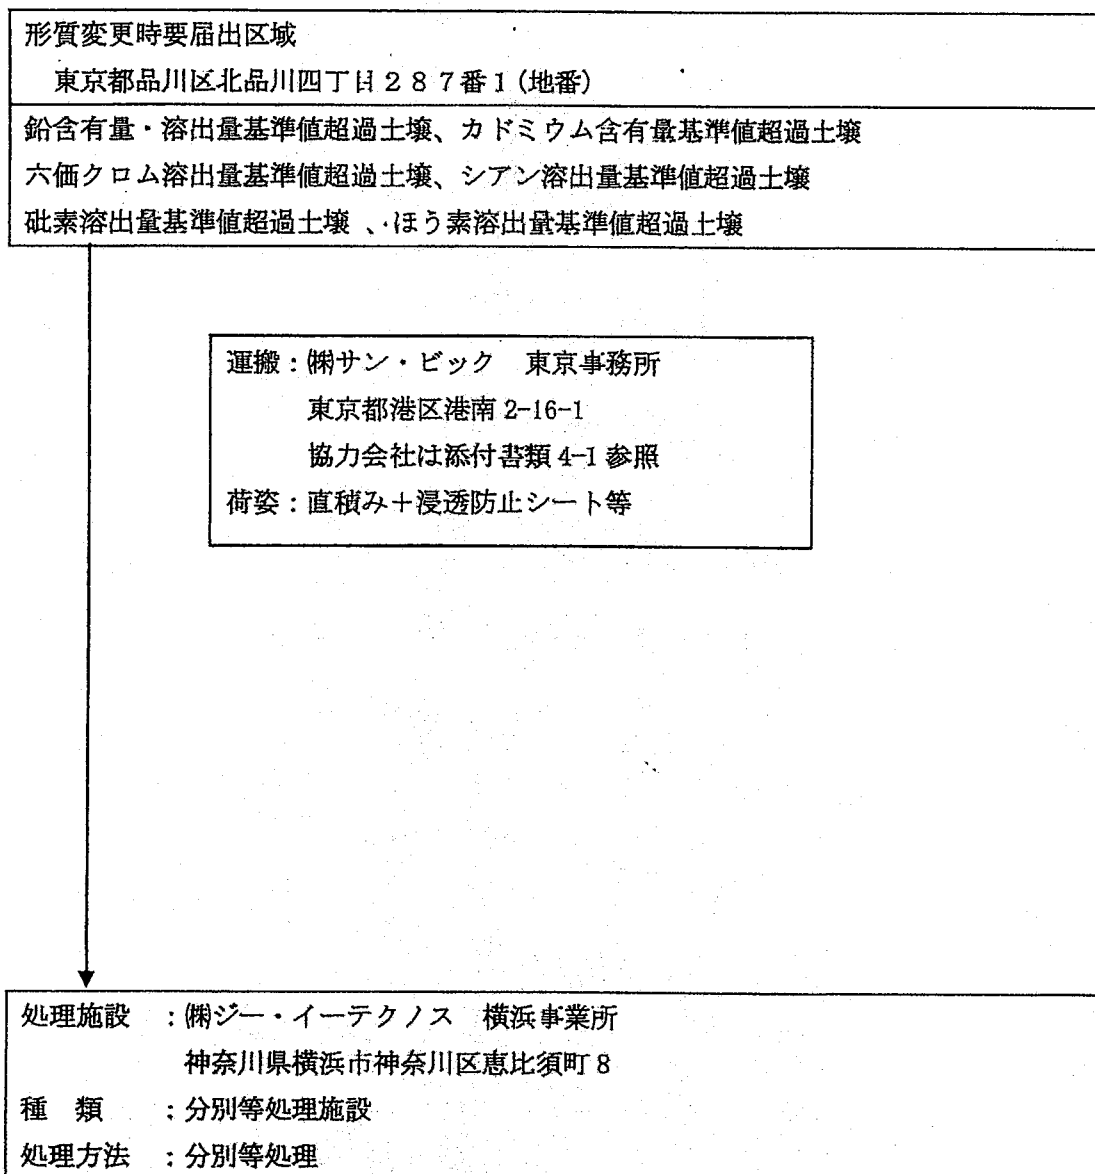 形質変更時要届出区域
東京都品川区北品川四丁目287番1(地番)
鉛含有量・溶出量基準値超過土壌、カドミウム含有量基準値超過土壌
六価クロム溶出量基準値超過土壌、シアン溶出量基準値超過土壌
砒素溶出量基準値超過土壌、ほう素溶出量基準値超過土壌
運搬:㈱サン・ビック 東京事務所
東京都港区港南2-16-1
協力会社は添付書類4-1参照
荷姿:直積み+浸透防止シート等
処理施設 :㈱ジー・イーテクノス 横浜事業所
神奈川県横浜市神奈川区恵比須町8
種 類 :分別等処理施設
処理方法 :分別等処理